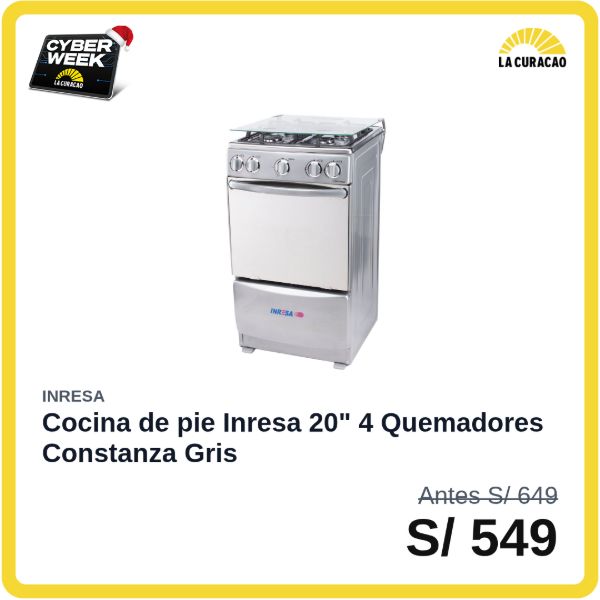 CYBER
WEEK
LA CURACAO
LA CURACAO
INRESA
INRESA
Cocina de pie Inresa 20" 4 Quemadores
Constanza Gris
Antes S/ 649
S/ 549